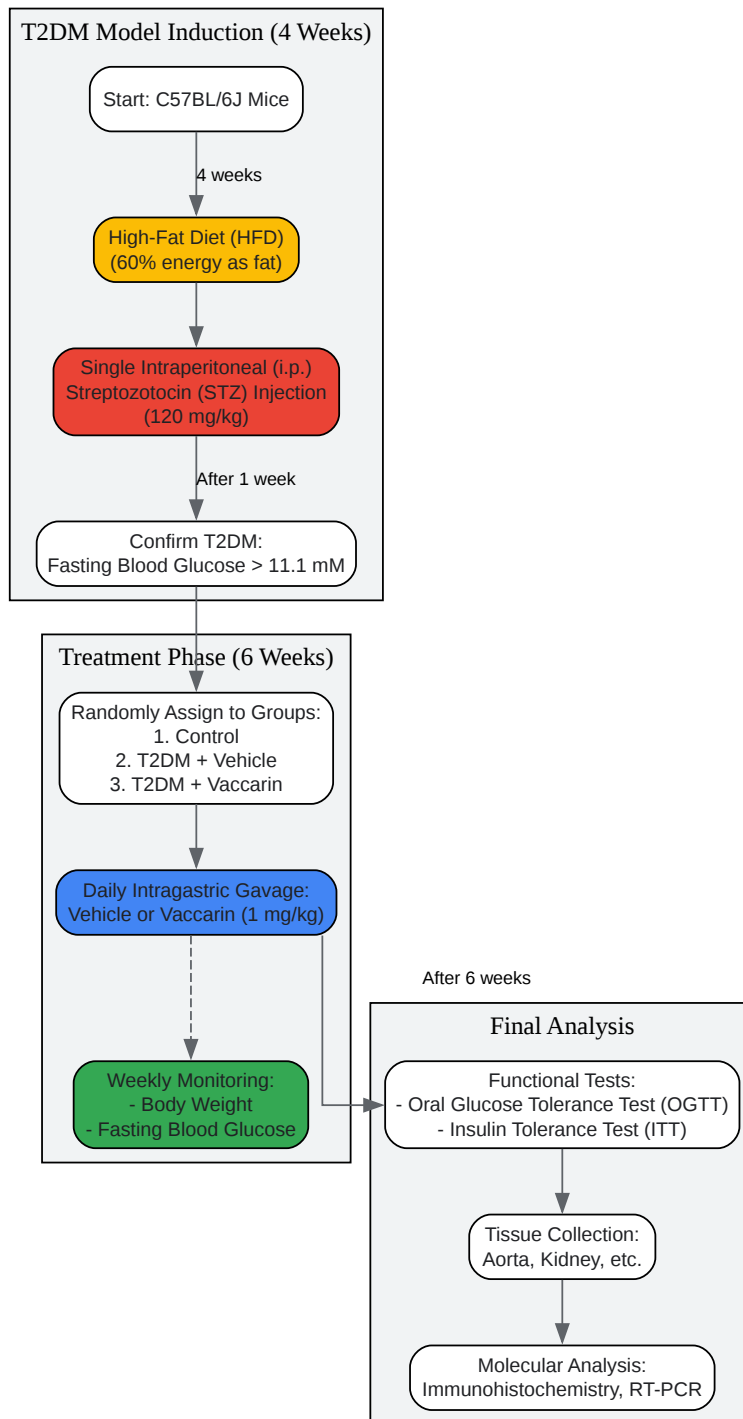 T2DM Model Induction (4 Weeks)
Start: C57BL/6J Mice
4 weeks
High-Fat Diet (HFD)
(60% energy as fat)
Single Intraperitoneal (i.p.)
Streptozotocin (STZ) Injection
(120 mg/kg)
After 1 week
Confirm T2DM:
Fasting Blood Glucose > 11.1 mM
Treatment Phase (6 Weeks)
Randomly Assign to Groups:
1. Control
2. T2DM + Vehicle
3. T2DM + Vaccarin
Daily Intragastric Gavage:
Vehicle or Vaccarin (1 mg/kg)
Weekly Monitoring:
- Body Weight
- Fasting Blood Glucose
After 6 weeks
Final Analysis
Functional Tests:
- Oral Glucose Tolerance Test (OGTT)
- Insulin Tolerance Test (ITT)
Tissue Collection:
Aorta, Kidney, etc.
Molecular Analysis:
Immunohistochemistry, RT-PCR